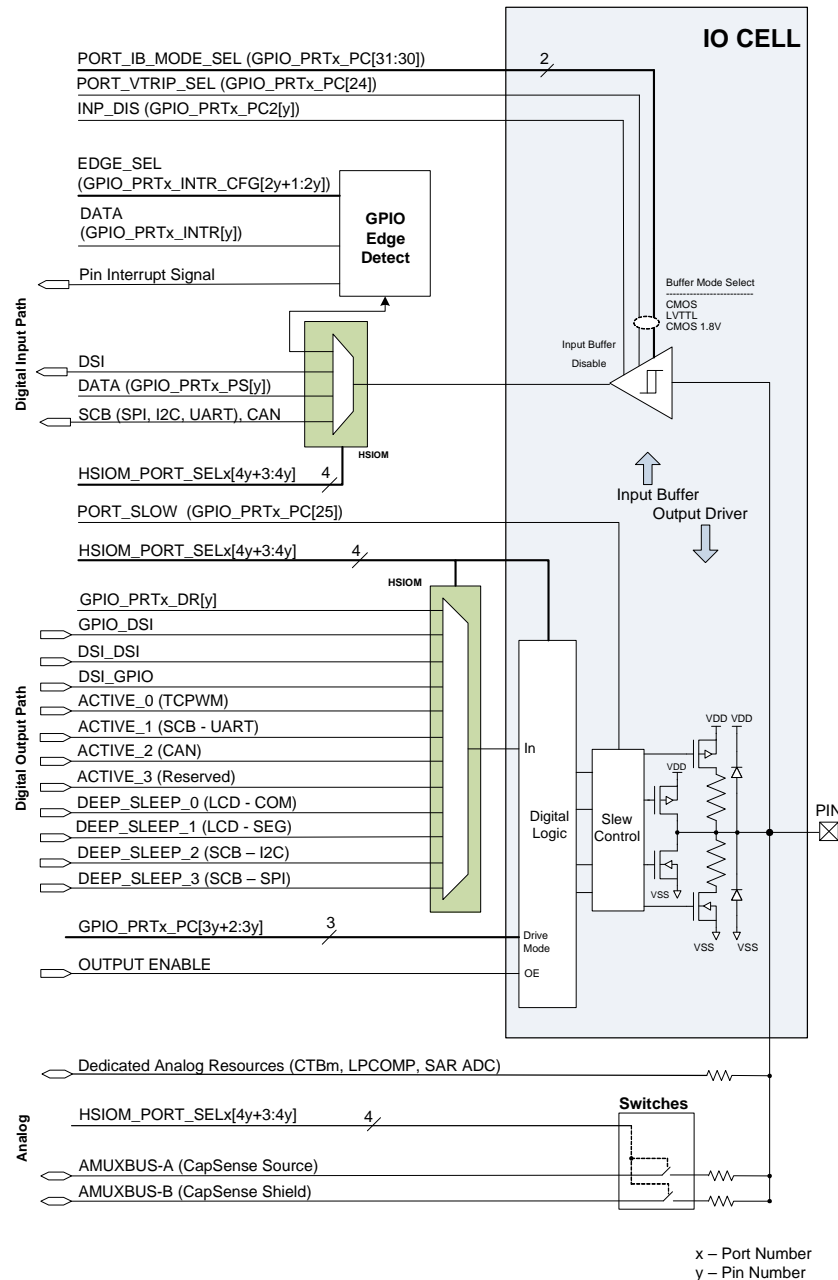 IO CELL
PORT_IB_MODE_SEL (GPIO_PRTx_PC[31:30])
2
PORT_VTRIP_SEL (GPIO_PRTx_PC[24])
INP_DIS (GPIO_PRTx_PC2[y])
EDGE_SEL
(GPIO_PRTx_INTR_CFG[2y+1:2y])
DATA
(GPIO_PRTx_INTR[y])
Pin Interrupt Signal
GPIO
Edge
Detect
Buffer Mode Select
--------------------------
CMOS
LVTTL
CMOS 1.8V
Input Buffer
Disable
Digital Input Path
DSI
DATA (GPIO_PRTx_PS[y])
SCB (SPI, I2C, UART), CAN
HSIOM
HSIOM_PORT_SELx[4y+3:4y]
4
Input Buffer
Output Driver
PORT_SLOW (GPIO_PRTx_PC[25])
HSIOM_PORT_SELx[4y+3:4y]
4
HSIOM
Digital Output Path
GPIO_PRTx_DR[y]
GPIO_DSI
DSI_DSI
DSI_GPIO
ACTIVE_0 (TCPWM)
ACTIVE_1 (SCB - UART)
ACTIVE_2 (CAN)
ACTIVE_3 (Reserved)
DEEP_SLEEP_0 (LCD - COM)
DEEP_SLEEP_1 (LCD - SEG)
DEEP_SLEEP_2 (SCB – I2C)
DEEP_SLEEP_3 (SCB – SPI)
In
Digital
Logic
Slew
Control
VDD
VDD
VDD
VSS
VSS
VSS
PIN
GPIO_PRTx_PC[3y+2:3y]
3
Drive
Mode
OUTPUT ENABLE
OE
Analog
Dedicated Analog Resources (CTBm, LPCOMP, SAR ADC)
HSIOM_PORT_SELx[4y+3:4y]
4
Switches
AMUXBUS-A (CapSense Source)
AMUXBUS-B (CapSense Shield)
x – Port Number
y – Pin Number